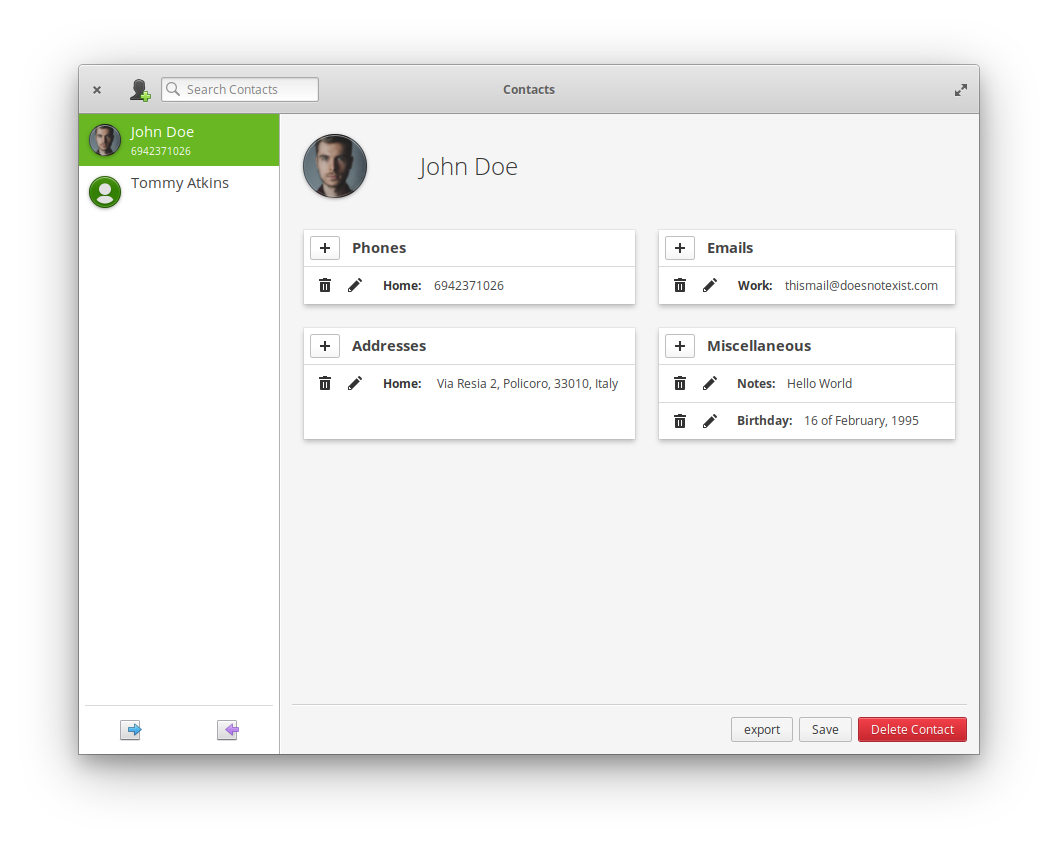 Search Contacts
Contacts
John Doe
6942371026
Tommy Atkins
John Doe
Phones
Home: 6942371026
Emails
Work: thismail@doesnotexist.com
Addresses
Home: Via Resia 2, Policoro, 33010, Italy
Miscellaneous
Notes: Hello World
Birthday: 16 of February, 1995
export
Save
Delete Contact